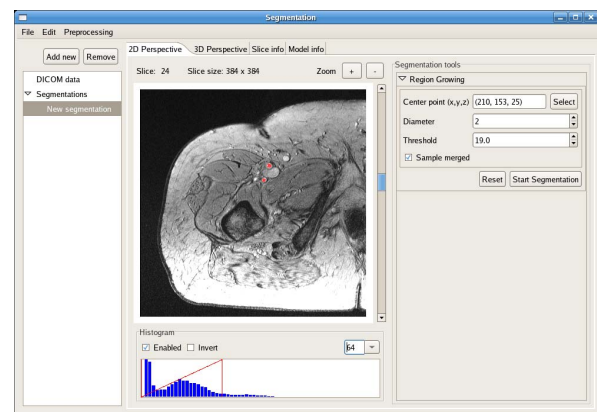 Segmentation
File Edit Preprocessing
Add new Remove
DICOM data
Segmentations
New segmentation
2D Perspective 3D Perspective Slice info Model info
Slice: 24 Slice size: 384 x 384 Zoom + -
Histogram
Enabled Invert 64
Segmentation tools
Region Growing
Center point (x,y,z) (210, 153, 25) Select
Diameter 2
Threshold 19.0
Sample merged
Reset Start Segmentation